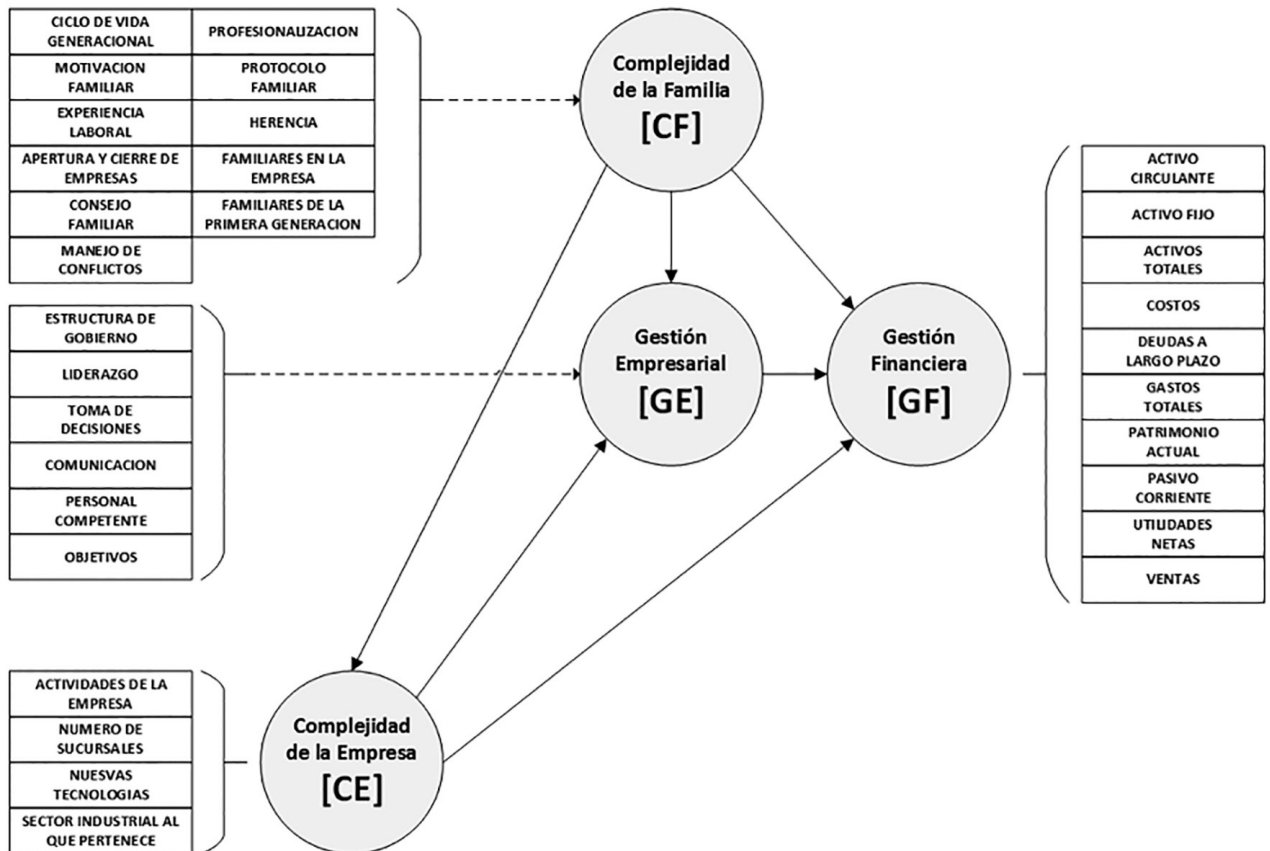 CICLO DE VIDA
GENERACIONAL
PROFESIONALIZACION
MOTIVACION
FAMILIAR
PROTOCOLO
FAMILIAR
EXPERIENCIA
LABORAL
HERENCIA
APERTURA Y CIERRE DE
EMPRESAS
FAMILIARES EN LA
EMPRESA
CONSEJO
FAMILIAR
FAMILIARES DE LA
PRIMERA GENERACION
MANEJO DE
CONFLICTOS
Complejidad
de la Familia
[CF]
ESTRUCTURA DE
GOBIERNO
LIDERAZGO
TOMA DE
DECISIONES
COMUNICACION
PERSONAL
COMPETENTE
OBJETIVOS
Gestión
Empresarial
[GE]
Gestión
Financiera
[GF]
ACTIVO
CIRCULANTE
ACTIVO FIJO
ACTIVOS
TOTALES
COSTOS
DEUDAS A
LARGO PLAZO
GASTOS
TOTALES
PATRIMONIO
ACTUAL
PASIVO
CORRIENTE
UTILIDADES
NETAS
VENTAS
ACTIVIDADES DE LA
EMPRESA
NUMERO DE
SUCURSALES
NUESVAS
TECNOLOGIAS
SECTOR INDUSTRIAL AL
QUE PERTENECE
Complejidad
de la Empresa
[CE]